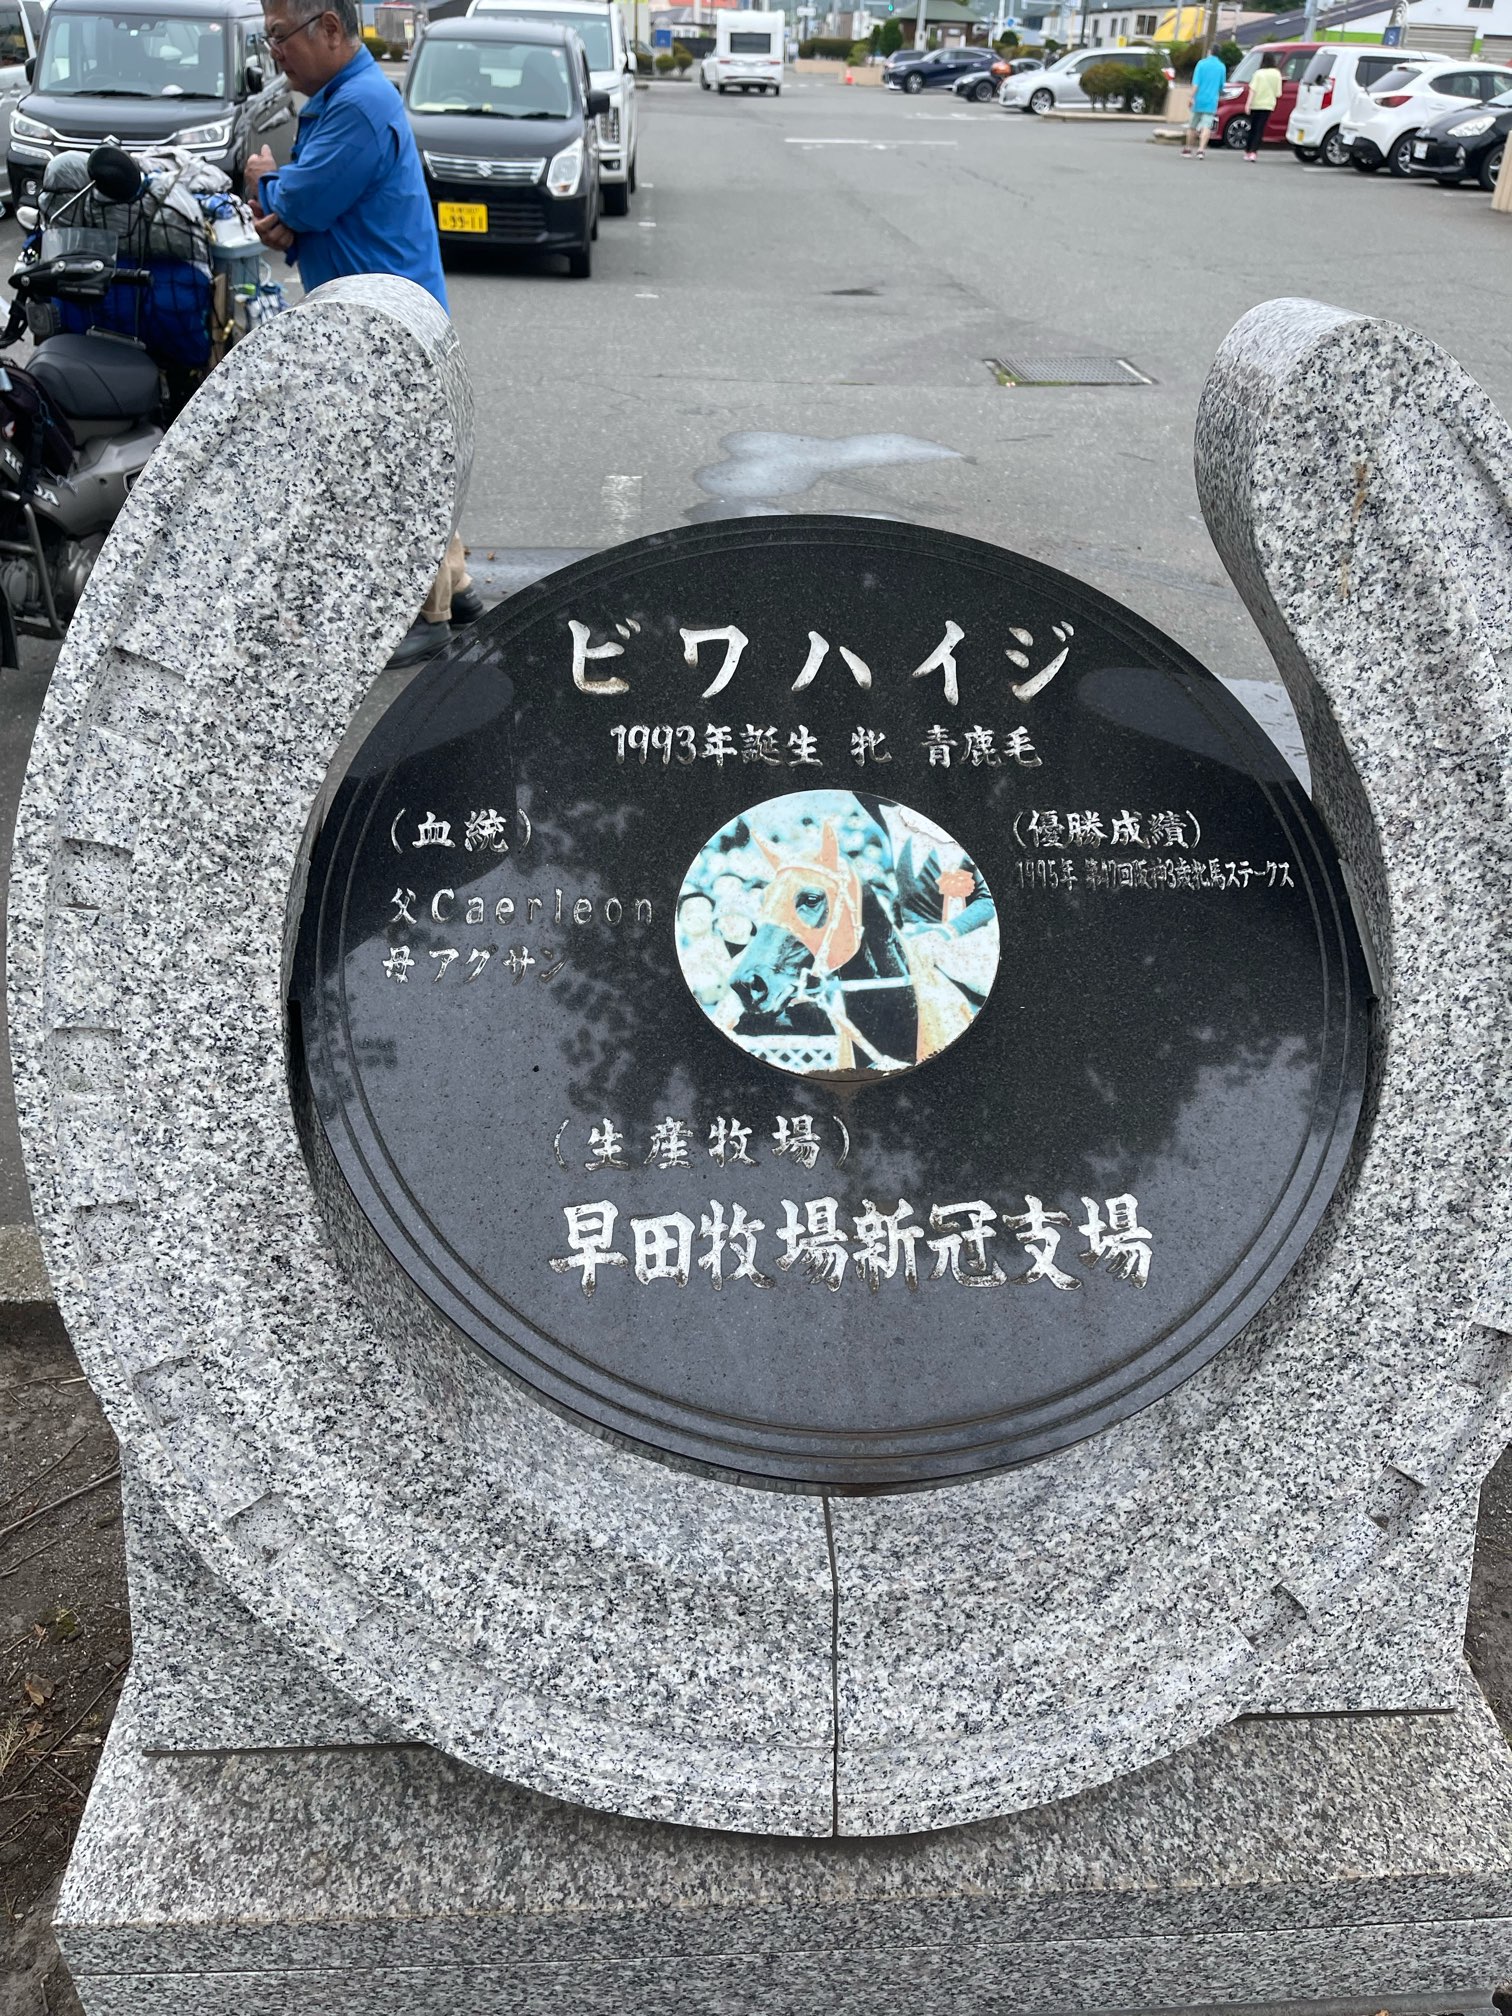 ビワハイジ
1993年誕生 牝 青鹿毛
(血統)
父Caerleon
母アグサン
(優勝成績)
1995年 第47回阪神3歳牝馬ステークス
(生産牧場)
早田牧場新冠支場
33-11